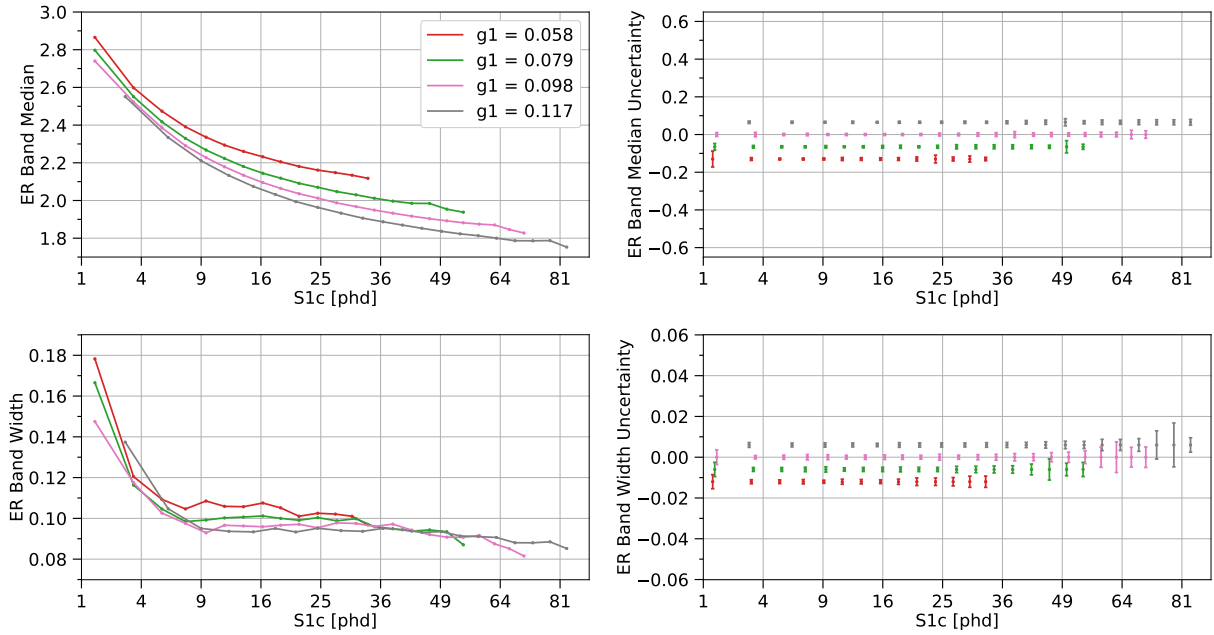 ER Band Median
3.0
2.8
2.6
2.4
2.2
2.0
1.8
1 4 9 16 25 36 49 64 81
S1c [phd]
g1 = 0.058
g1 = 0.079
g1 = 0.098
g1 = 0.117
ER Band Median Uncertainty
0.6
0.4
0.2
0.0
−0.2
−0.4
−0.6
1 4 9 16 25 36 49 64 81
S1c [phd]
ER Band Width
0.18
0.16
0.14
0.12
0.10
0.08
1 4 9 16 25 36 49 64 81
S1c [phd]
ER Band Width Uncertainty
0.06
0.04
0.02
0.00
−0.02
−0.04
−0.06
1 4 9 16 25 36 49 64 81
S1c [phd]